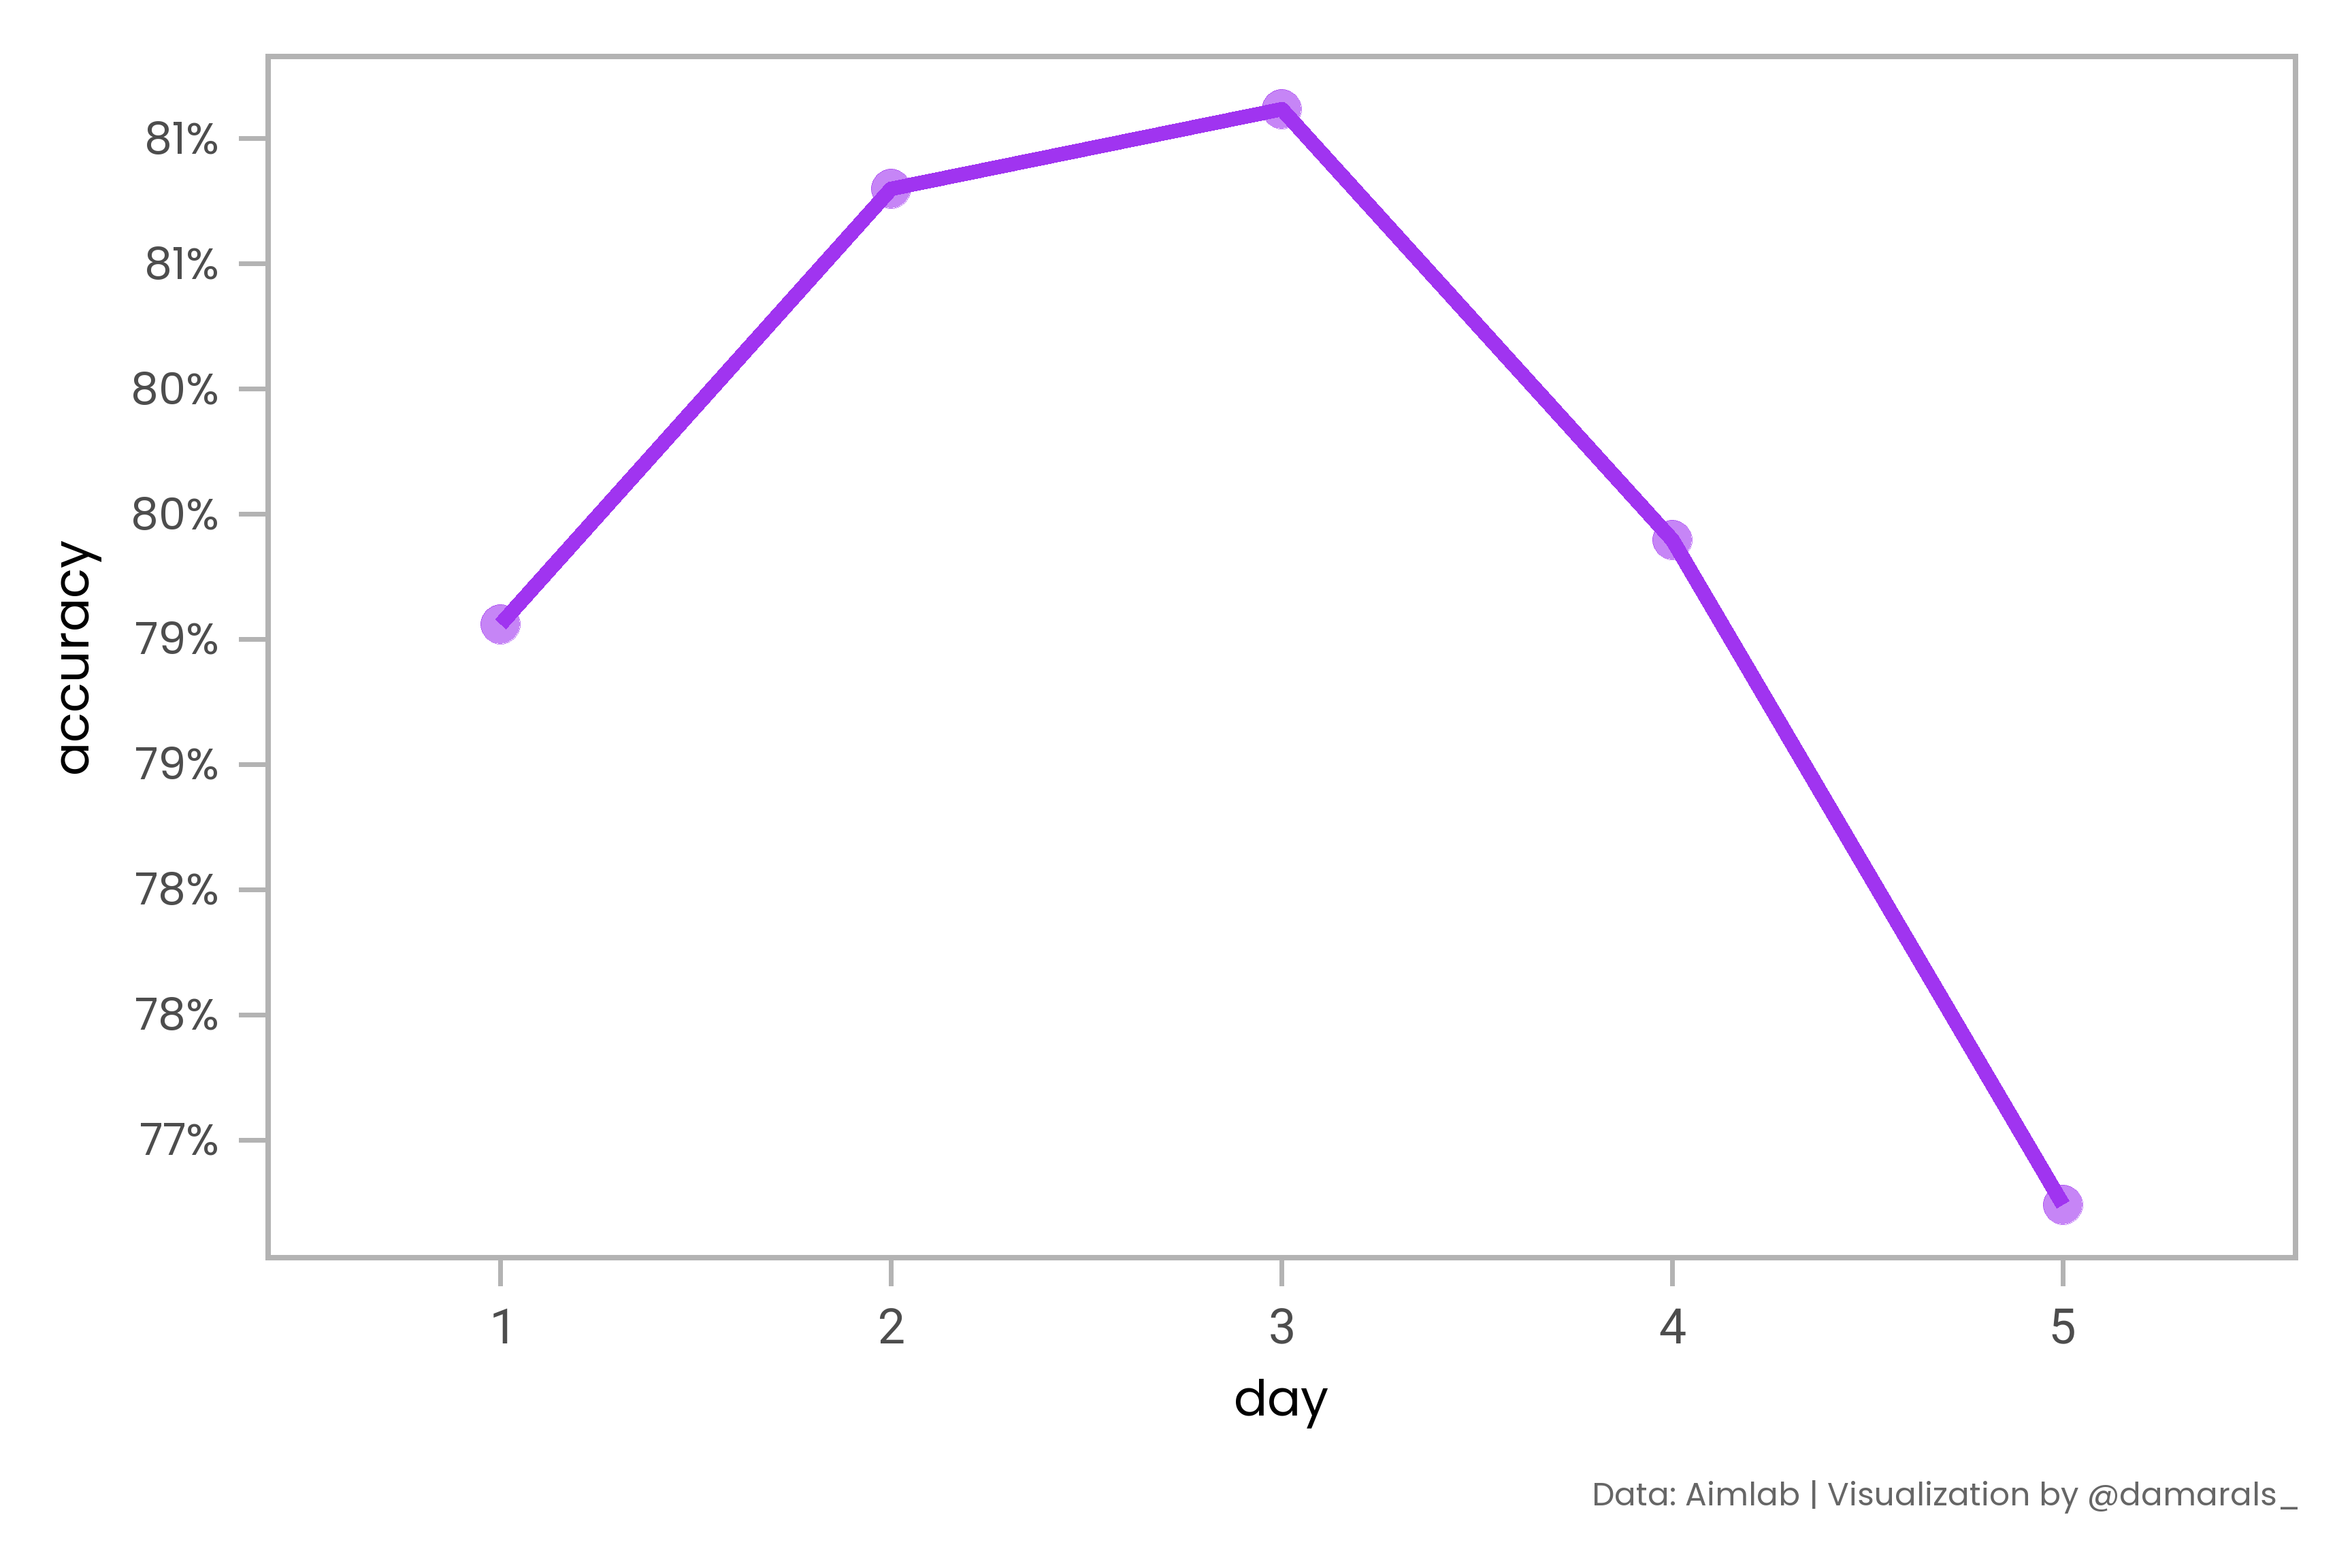 81%
81%
80%
80%
79%
79%
78%
78%
77%
accuracy
1 2 3 4 5
day
Data: Aimlab | Visualization by @damarals_